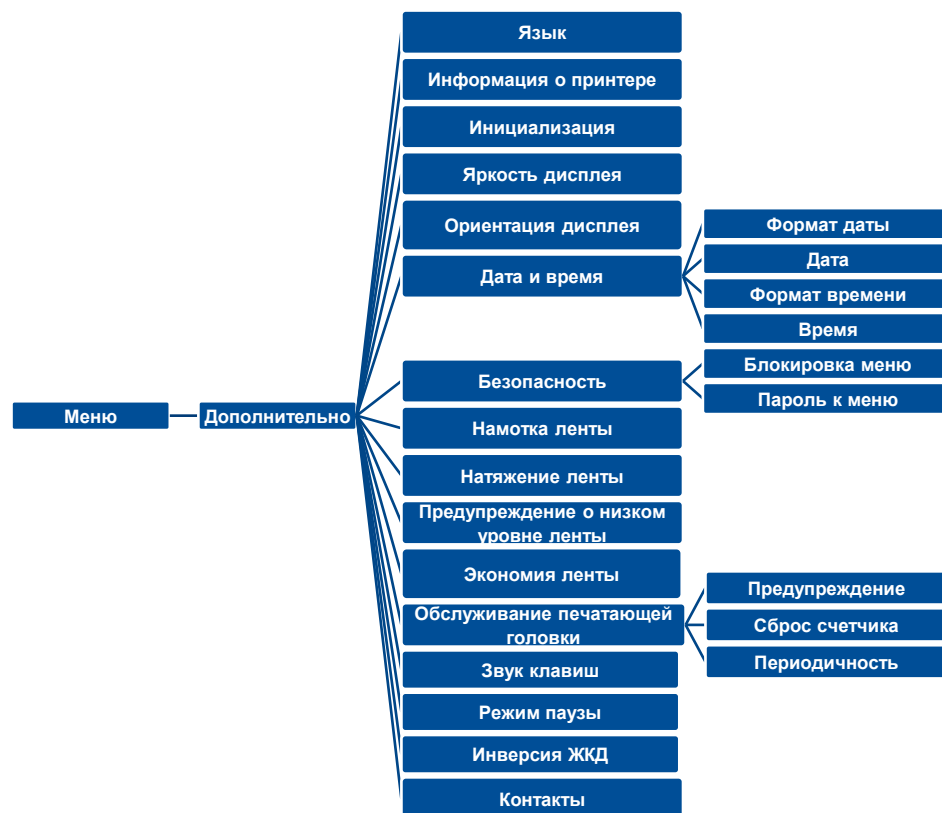 Меню
Дополнительно
Язык
Информация о принтере
Инициализация
Яркость дисплея
Ориентация дисплея
Дата и время
Формат даты
Дата
Формат времени
Время
Безопасность
Блокировка меню
Пароль к меню
Намотка ленты
Натяжение ленты
Предупреждение о низком
уровне ленты
Экономия ленты
Обслуживание печатающей
головки
Предупреждение
Сброс счетчика
Периодичность
Звук клавиш
Режим паузы
Инверсия ЖКД
Контакты